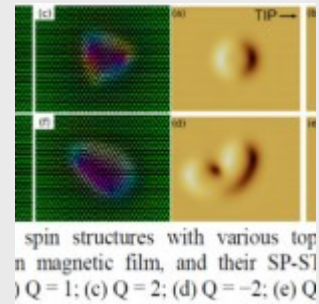 (c) (a) TIP
(f) (d)
spin structures with various top
n magnetic film, and their SP-ST
) Q = 1; (c) Q = 2; (d) Q = −2; (e) Q